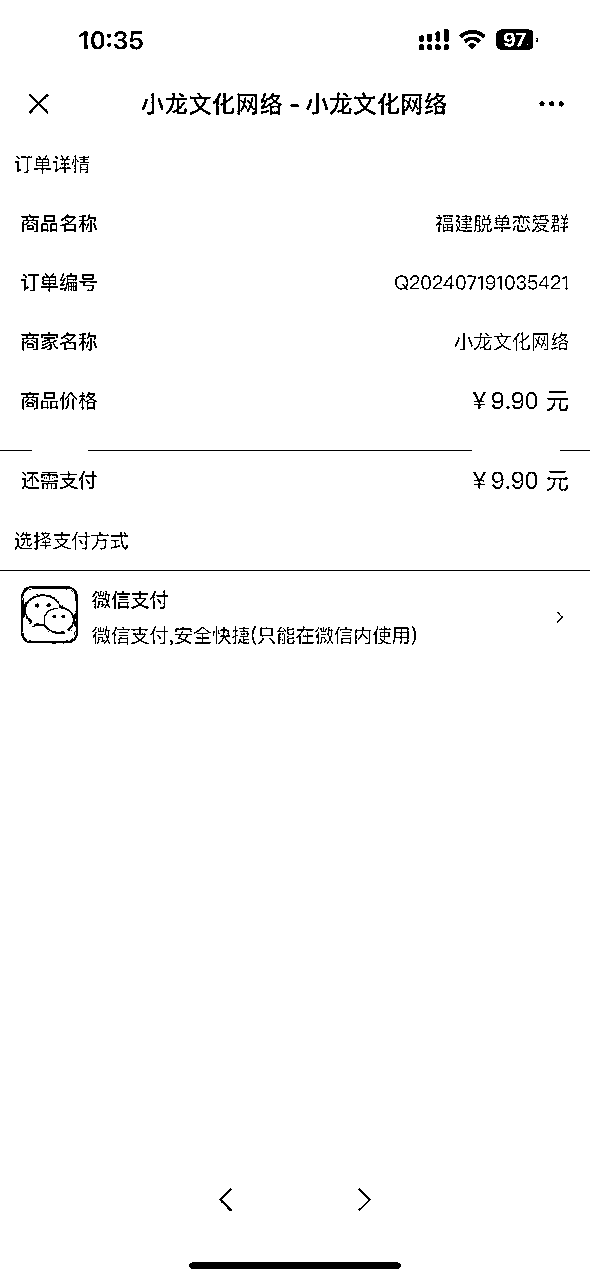 10:35
97
小龙文化网络 - 小龙文化网络
订单详情
商品名称 福建脱单恋爱群
订单编号 Q202407191035421
商家名称 小龙文化网络
商品价格 ￥9.90 元
还需支付 ￥9.90 元
选择支付方式
微信支付
微信支付,安全快捷(只能在微信内使用)